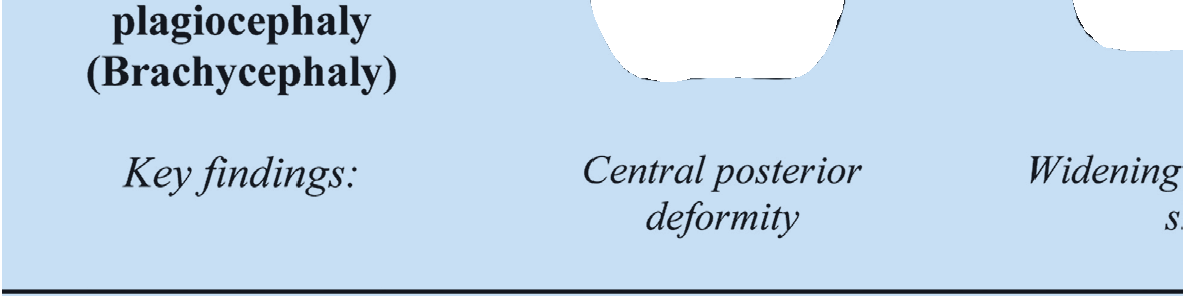 plagiocephaly
(Brachycephaly)
Key findings:
Central posterior
deformity
Widening